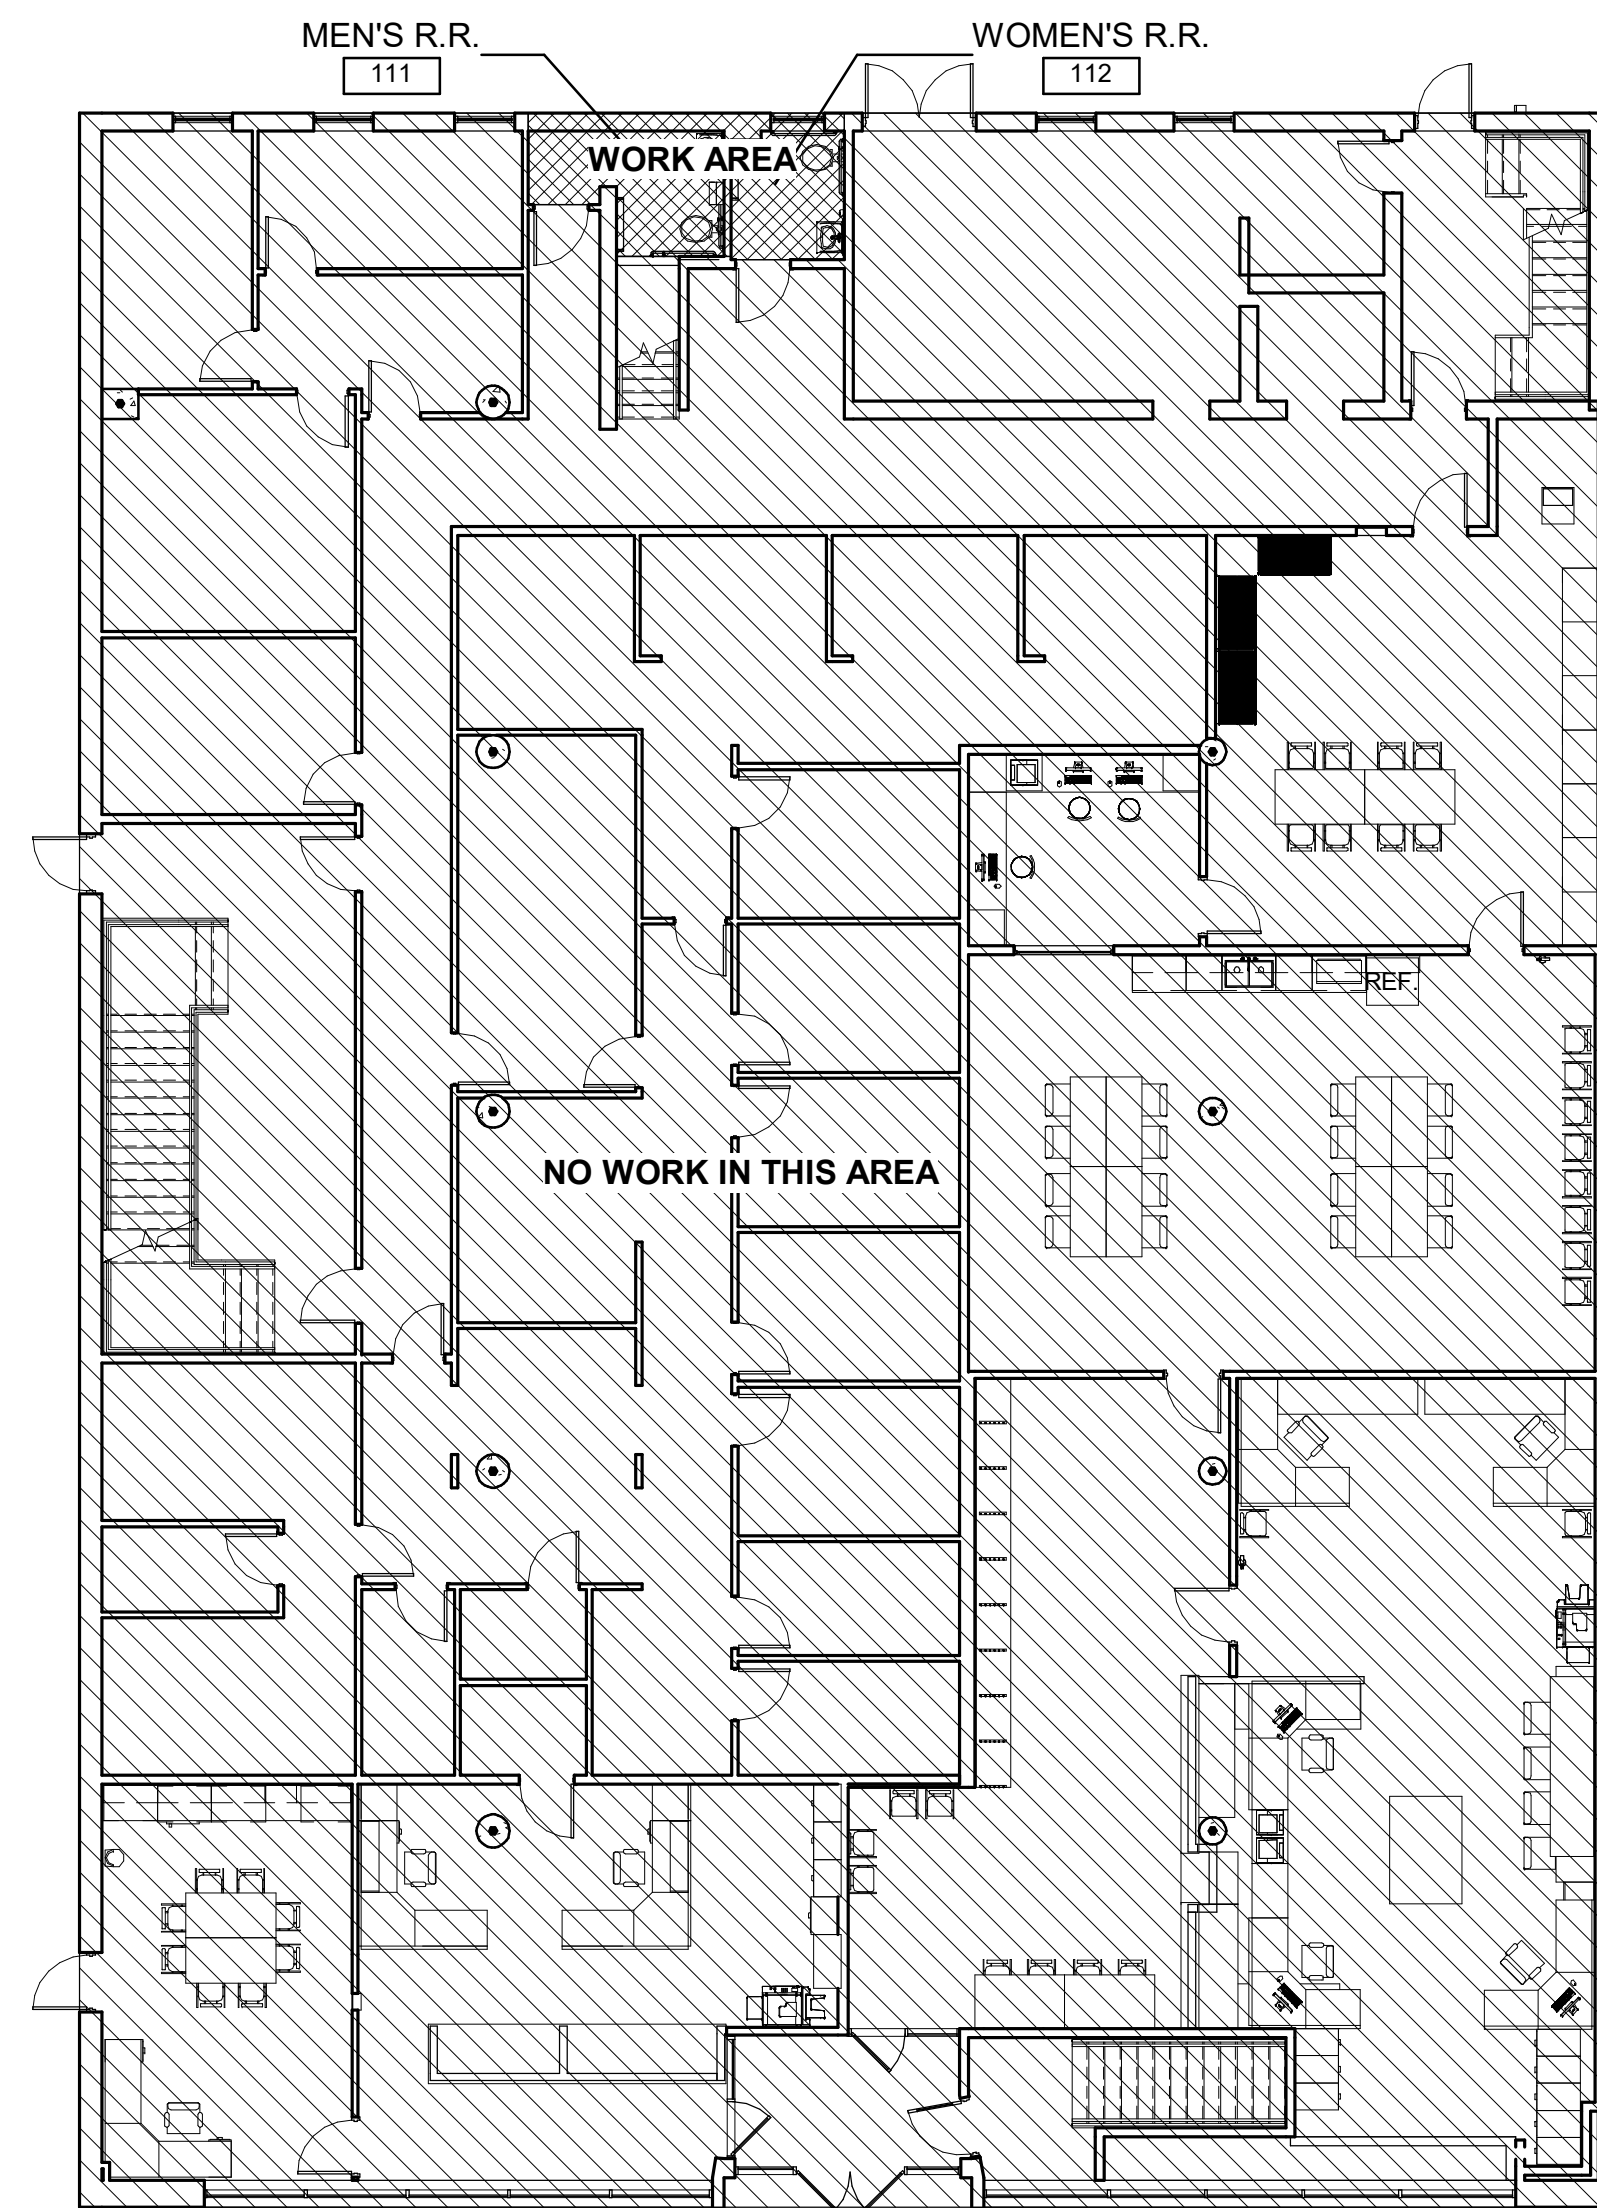 MEN'S R.R.
111
WOMEN'S R.R.
112
WORK AREA
REF.
NO WORK IN THIS AREA